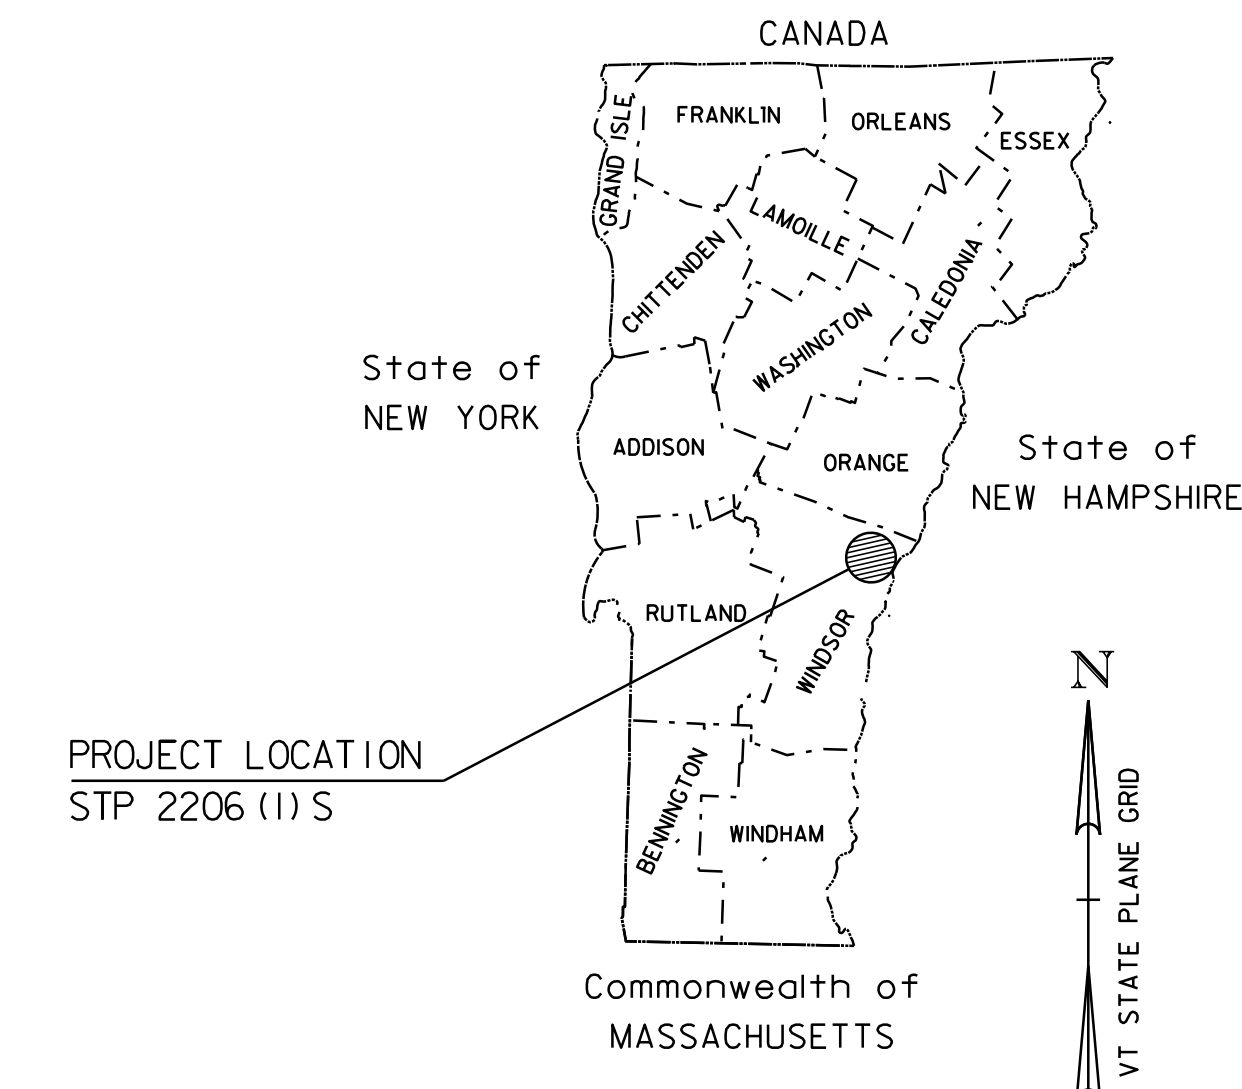 CANADA
GRAND ISLE
FRANKLIN
ORLEANS
ESSEX
LAMOILLE
CHITTENDEN
CALEDONIA
WASHINGTON
State of
NEW YORK
ADDISON
ORANGE
State of
NEW HAMPSHIRE
RUTLAND
WINDSOR
N
PROJECT LOCATION
STP 2206 (1) S
BENNINGTON
WINDHAM
VT STATE PLANE GRID
Commonwealth of
MASSACHUSETTS